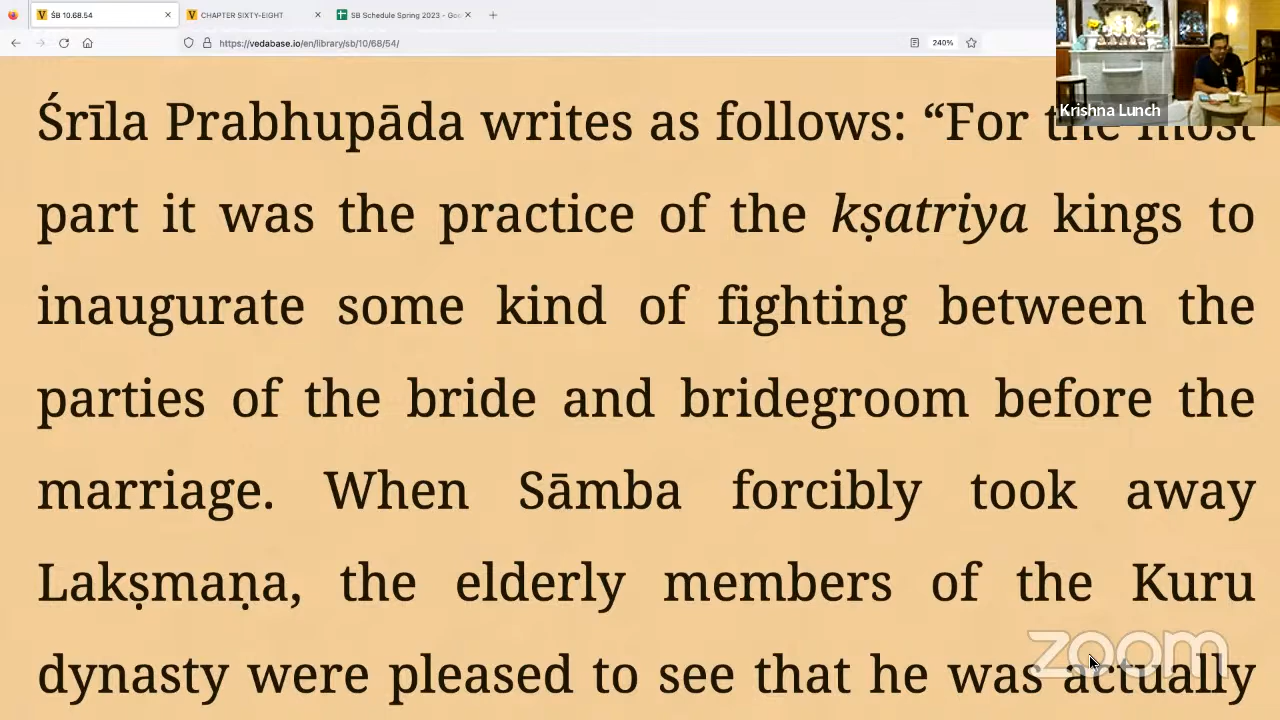 ŚB 10.68.54
CHAPTER SIXTY-EIGHT
SB Schedule Spring 2023 - Goo
https://vedabase.io/en/library/sb/10/68/54/
240%
Krishna Lunch
Śrīla Prabhupāda writes as follows: “For the most
part it was the practice of the kṣatriya kings to
inaugurate some kind of fighting between the
parties of the bride and bridegroom before the
marriage. When Sāmba forcibly took away
Lakṣmaṇa, the elderly members of the Kuru
dynasty were pleased to see that he was actually
zoom